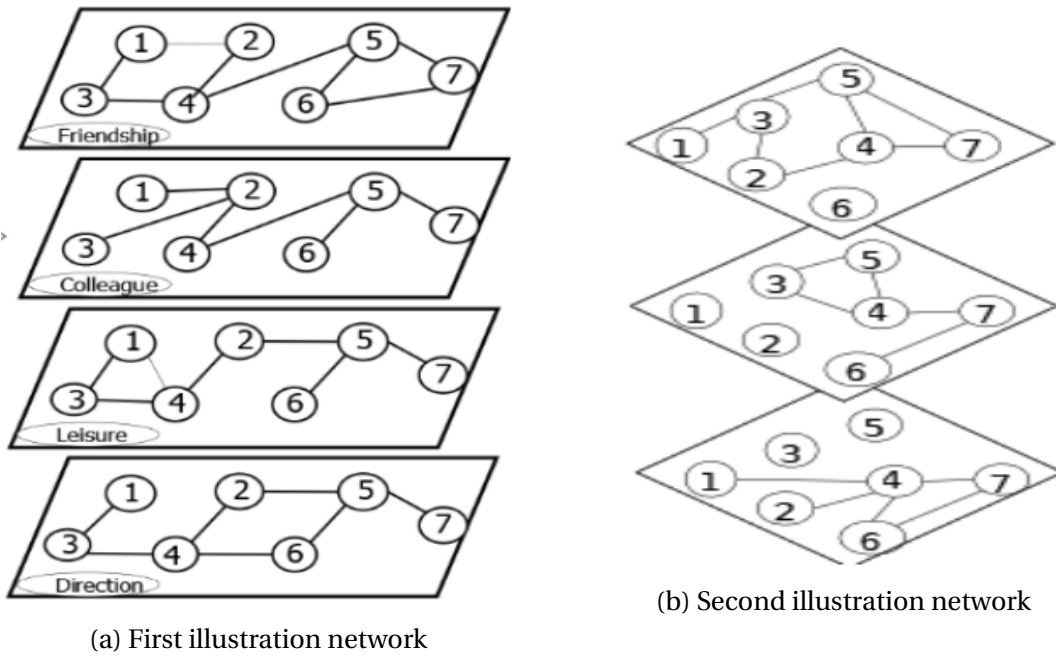 1 2 5 7
3 4 6
Friendship
1 2 5
3 4 6 7
Colleague
1 2 5
3 4 6 7
Leisure
1 2 5
3 4 6 7
Direction
(a) First illustration network
5
3
1 4 7
2
6
5
3
1 4 7
2
6
5
3
1 4 7
2
6
(b) Second illustration network